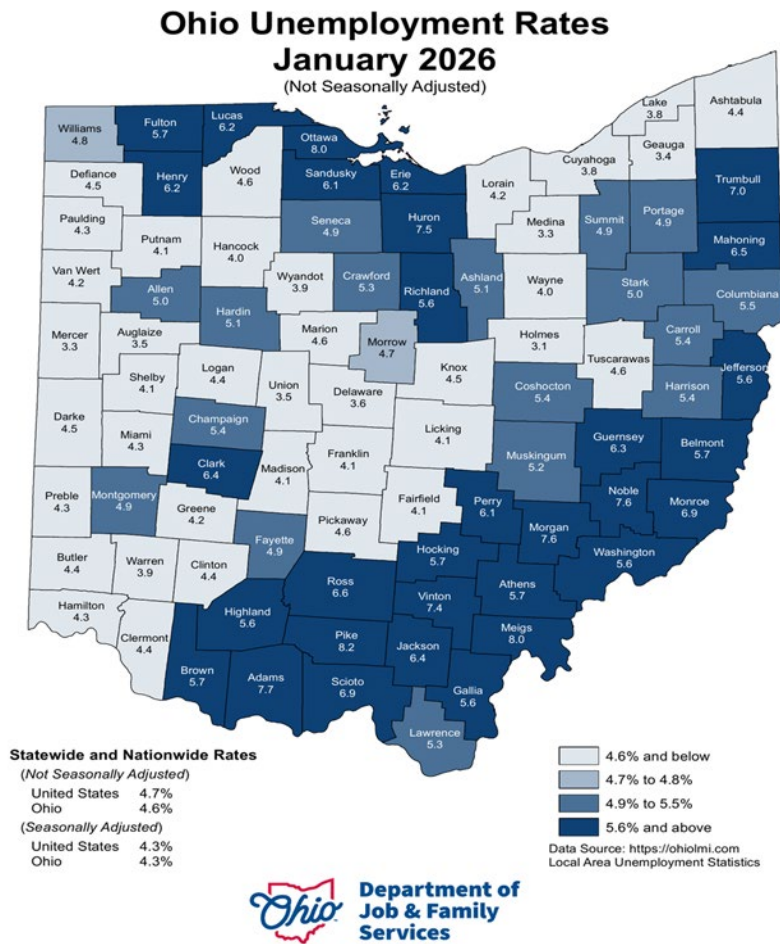 Ohio Unemployment Rates
January 2026
(Not Seasonally Adjusted)
Williams
4.8
Fulton
5.7
Lucas
6.2
Ottawa
8.0
Lake
3.8
Ashtabula
4.4
Geauga
3.4
Cuyahoga
3.8
Defiance
4.5
Henry
6.2
Wood
4.6
Sandusky
6.1
Erie
6.2
Lorain
4.2
Trumbull
7.0
Paulding
4.3
Putnam
4.1
Hancock
4.0
Seneca
4.9
Huron
7.5
Medina
3.3
Summit
4.9
Portage
4.9
Mahoning
6.5
Van Wert
4.2
Allen
5.0
Wyandot
3.9
Crawford
5.3
Richland
5.6
Ashland
5.1
Wayne
4.0
Stark
5.0
Columbiana
5.5
Mercer
3.3
Auglaize
3.5
Hardin
5.1
Marion
4.6
Morrow
4.7
Holmes
3.1
Tuscarawas
4.6
Carroll
5.4
Jefferson
5.6
Shelby
4.1
Logan
4.4
Union
3.5
Delaware
3.6
Knox
4.5
Coshocton
5.4
Harrison
5.4
Darke
4.5
Miami
4.3
Champaign
5.4
Licking
4.1
Guernsey
6.3
Belmont
5.7
Clark
6.4
Madison
4.1
Franklin
4.1
Muskingum
5.2
Preble
4.3
Montgomery
4.9
Greene
4.2
Fairfield
4.1
Perry
6.1
Noble
7.6
Monroe
6.9
Fayette
4.9
Pickaway
4.6
Morgan
7.6
Butler
4.4
Warren
3.9
Clinton
4.4
Hocking
5.7
Washington
5.6
Ross
6.6
Athens
5.7
Hamilton
4.3
Clermont
4.4
Highland
5.6
Vinton
7.4
Meigs
8.0
Pike
8.2
Jackson
6.4
Brown
5.7
Adams
7.7
Scioto
6.9
Gallia
5.6
Lawrence
5.3
Statewide and Nationwide Rates
(Not Seasonally Adjusted)
United States 4.7%
Ohio 4.6%
(Seasonally Adjusted)
United States 4.3%
Ohio 4.3%
4.6% and below
4.7% to 4.8%
4.9% to 5.5%
5.6% and above
Data Source: https://ohiolmi.com
Local Area Unemployment Statistics
Ohio
Department of
Job & Family
Services